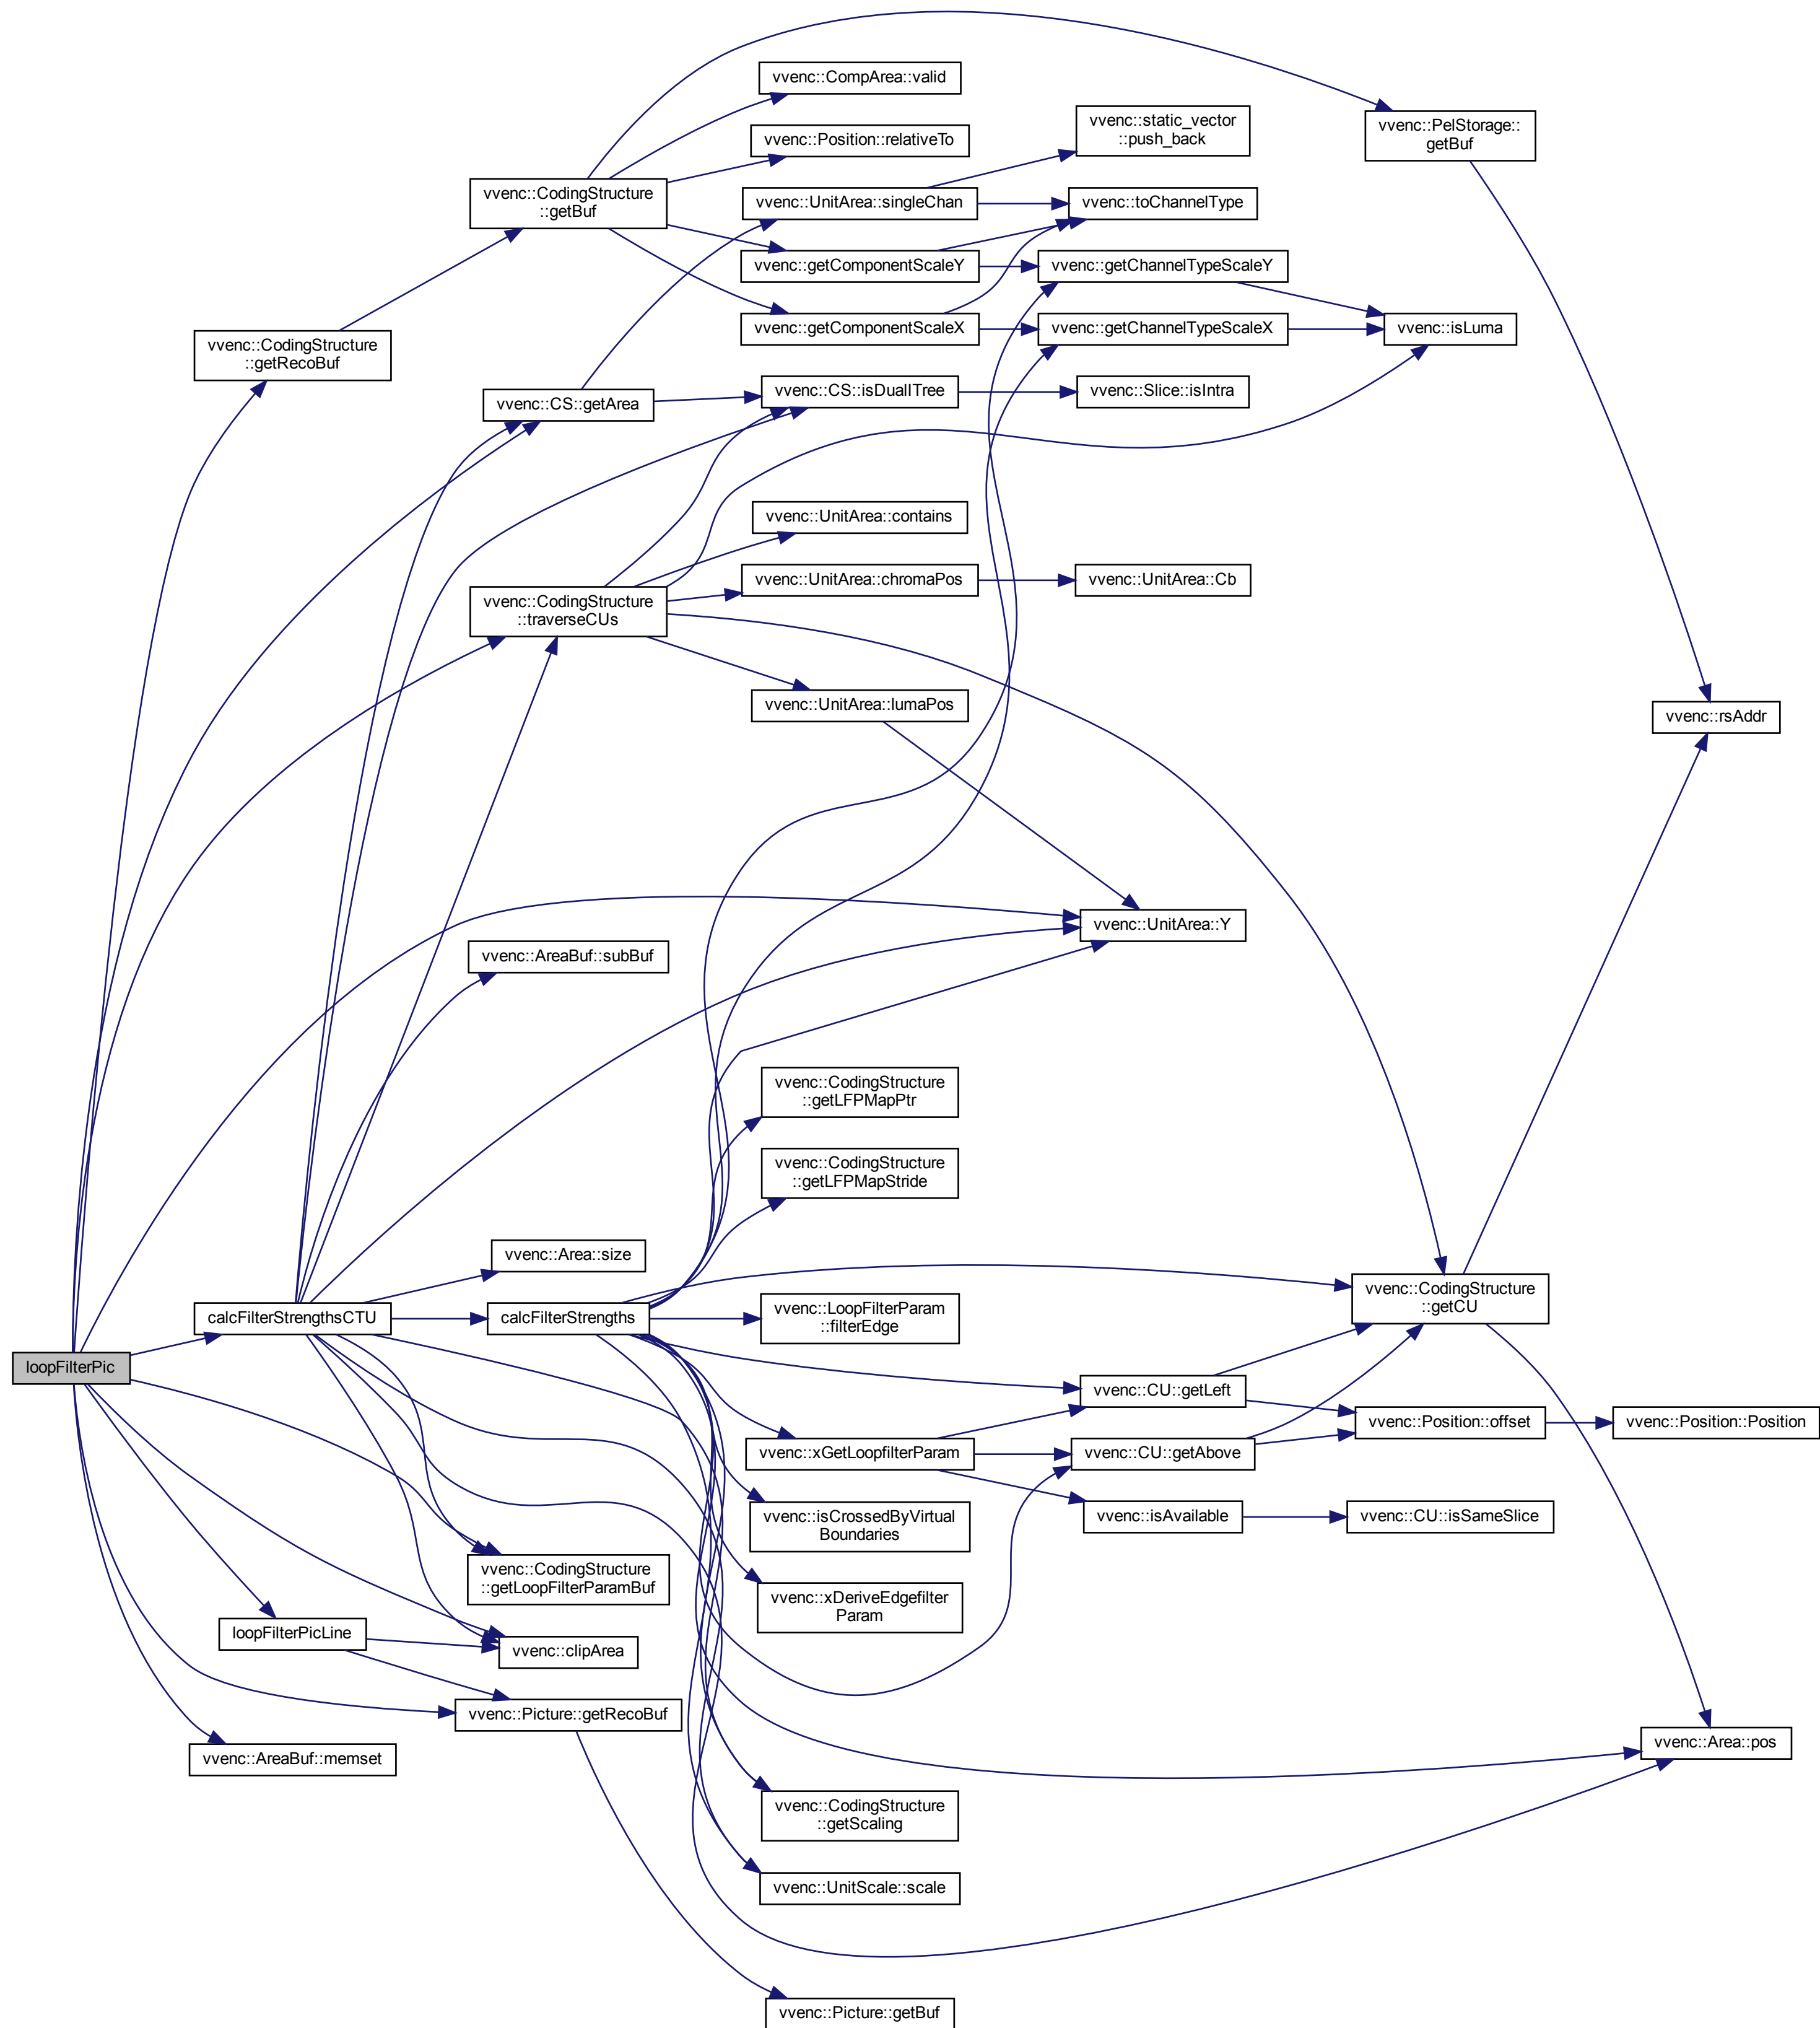 vvenc::CompArea::valid
vvenc::static_vector
::push_back
vvenc::PelStorage::
getBuf
vvenc::Position::relativeTo
vvenc::CodingStructure
::getBuf
vvenc::UnitArea::singleChan
vvenc::toChannelType
vvenc::getComponentScaleY
vvenc::getChannelTypeScaleY
vvenc::getComponentScaleX
vvenc::getChannelTypeScaleX
vvenc::isLuma
vvenc::CodingStructure
::getRecoBuf
vvenc::CS::getArea
vvenc::CS::isDualITree
vvenc::Slice::isIntra
vvenc::UnitArea::contains
vvenc::UnitArea::chromaPos
vvenc::UnitArea::Cb
vvenc::CodingStructure
::traverseCUs
vvenc::UnitArea::lumaPos
vvenc::rsAddr
vvenc::UnitArea::Y
vvenc::AreaBuf::subBuf
vvenc::CodingStructure
::getLFPMapPtr
vvenc::CodingStructure
::getLFPMapStride
vvenc::Area::size
calcFilterStrengthsCTU
calcFilterStrengths
vvenc::LoopFilterParam
::filterEdge
vvenc::CodingStructure
::getCU
loopFilterPic
vvenc::CU::getLeft
vvenc::Position::offset
vvenc::Position::Position
vvenc::xGetLoopfilterParam
vvenc::CU::getAbove
vvenc::isAvailable
vvenc::CU::isSameSlice
vvenc::isCrossedByVirtual
Boundaries
vvenc::CodingStructure
::getLoopFilterParamBuf
vvenc::xDeriveEdgefilter
Param
loopFilterPicLine
vvenc::clipArea
vvenc::Picture::getRecoBuf
vvenc::AreaBuf::memset
vvenc::Area::pos
vvenc::CodingStructure
::getScaling
vvenc::UnitScale::scale
vvenc::Picture::getBuf